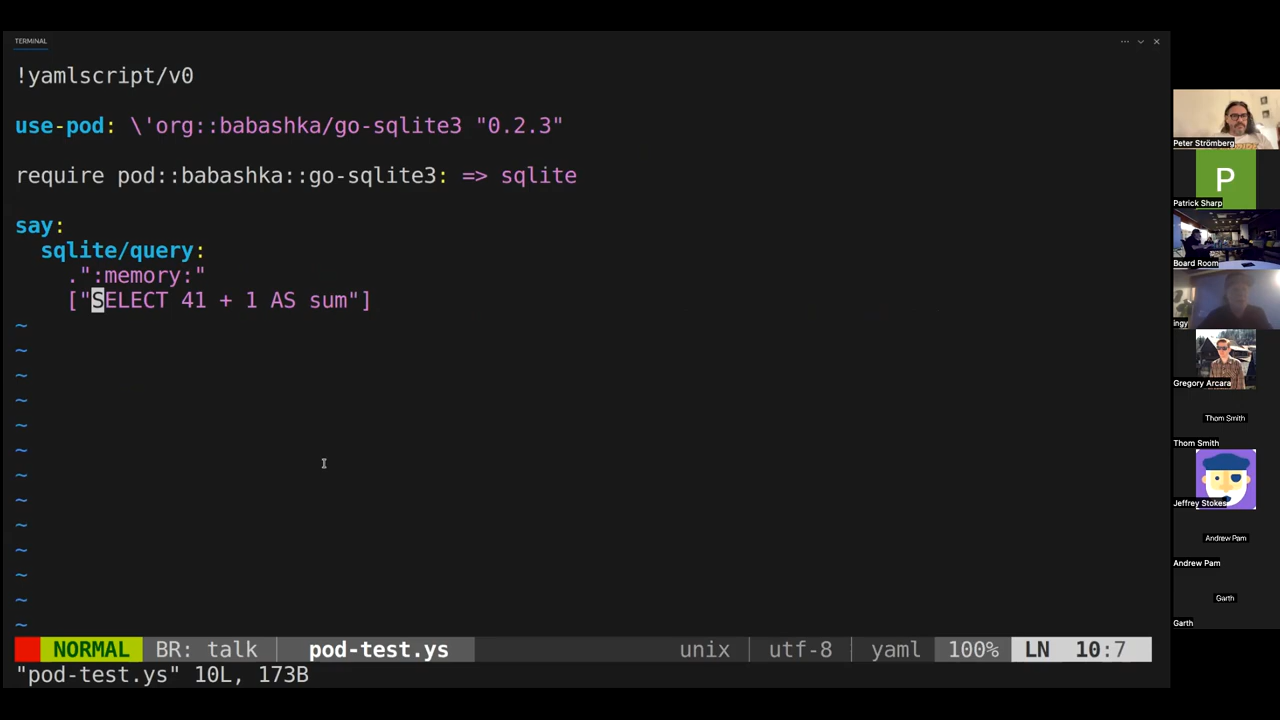 TERMINAL
!yamlscript/v0
use-pod: \'org::babashka/go-sqlite3 "0.2.3"
require pod::babashka::go-sqlite3: => sqlite
say:
sqlite/query:
.":memory:"
["SELECT 41 + 1 AS sum"]
~
~
~
~
~
~
~
~
~
~
~
~
~
NORMAL BR: talk pod-test.ys unix utf-8 yaml 100% LN 10:7
"pod-test.ys" 10L, 173B
Peter Strömberg
P
Patrick Sharp
Board Room
ingy
Gregory Arcara
Thom Smith
Thom Smith
Jeffrey Stokes
Andrew Pam
Andrew Pam
Garth
Garth